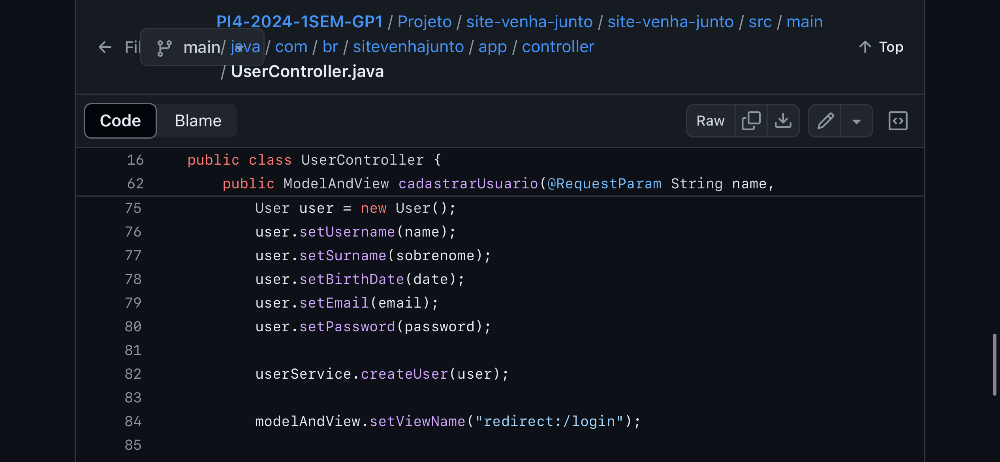 PI4-2024-1SEM-GP1 / Projeto / site-venha-junto / site-venha-junto / src / main
Fil main / java / com / br / sitevenhajunto / app / controller Top
/ UserController.java
Code Blame Raw
16 public class UserController {
62 public ModelAndView cadastrarUsuario(@RequestParam String name,
75 User user = new User();
76 user.setUsername(name);
77 user.setSurname(sobrenome);
78 user.setBirthDate(date);
79 user.setEmail(email);
80 user.setPassword(password);
81
82 userService.createUser(user);
83
84 modelAndView.setViewName("redirect:/login");
85